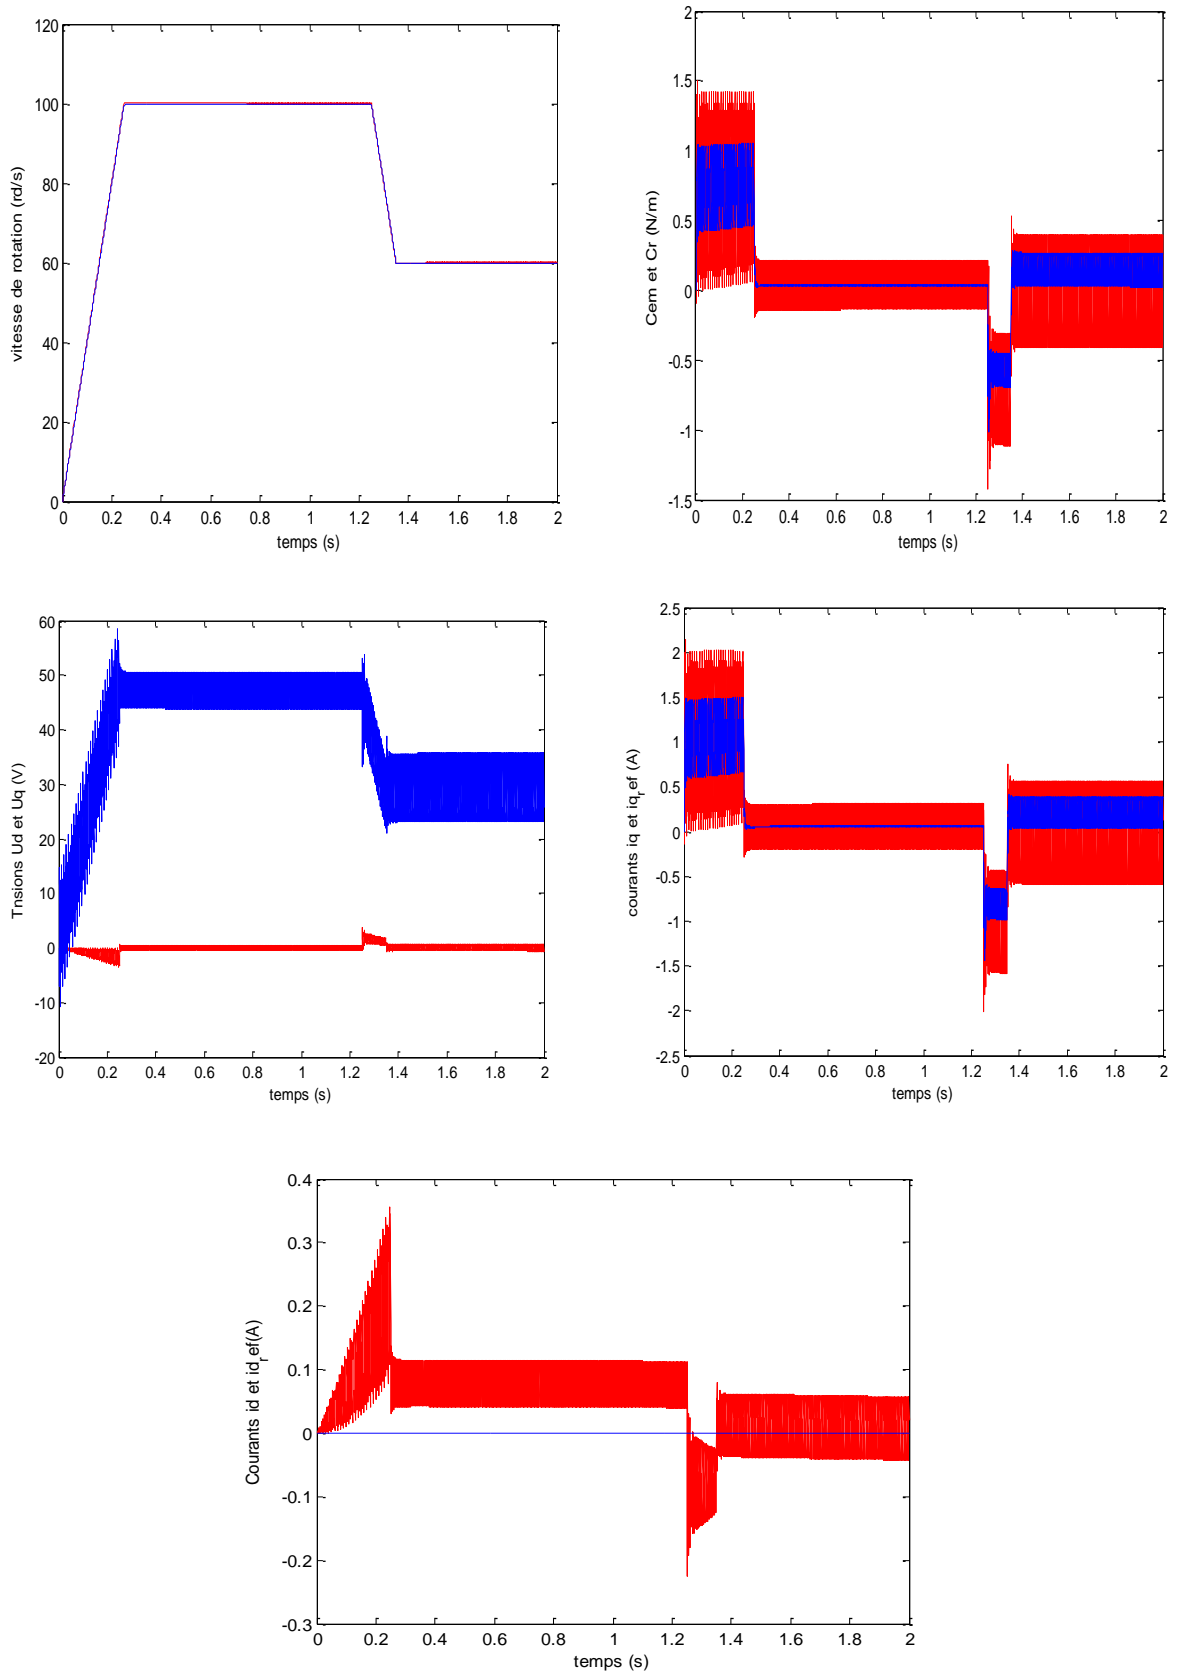 120
100
80
60
40
20
0
vitesse de rotation (rd/s)
0 0.2 0.4 0.6 0.8 1 1.2 1.4 1.6 1.8 2
temps (s)
2
1.5
1
0.5
0
-0.5
-1
-1.5
Cem et Cr (N/m)
0 0.2 0.4 0.6 0.8 1 1.2 1.4 1.6 1.8 2
temps (s)
60
50
40
30
20
10
0
-10
-20
Tnsions Ud et Uq (V)
0 0.2 0.4 0.6 0.8 1 1.2 1.4 1.6 1.8 2
temps (s)
2.5
2
1.5
1
0.5
0
-0.5
-1
-1.5
-2
-2.5
courants iq et iq_ref (A)
0 0.2 0.4 0.6 0.8 1 1.2 1.4 1.6 1.8 2
temps (s)
0.4
0.3
0.2
0.1
0
-0.1
-0.2
-0.3
Courants id et id_ref(A)
0 0.2 0.4 0.6 0.8 1 1.2 1.4 1.6 1.8 2
temps (s)